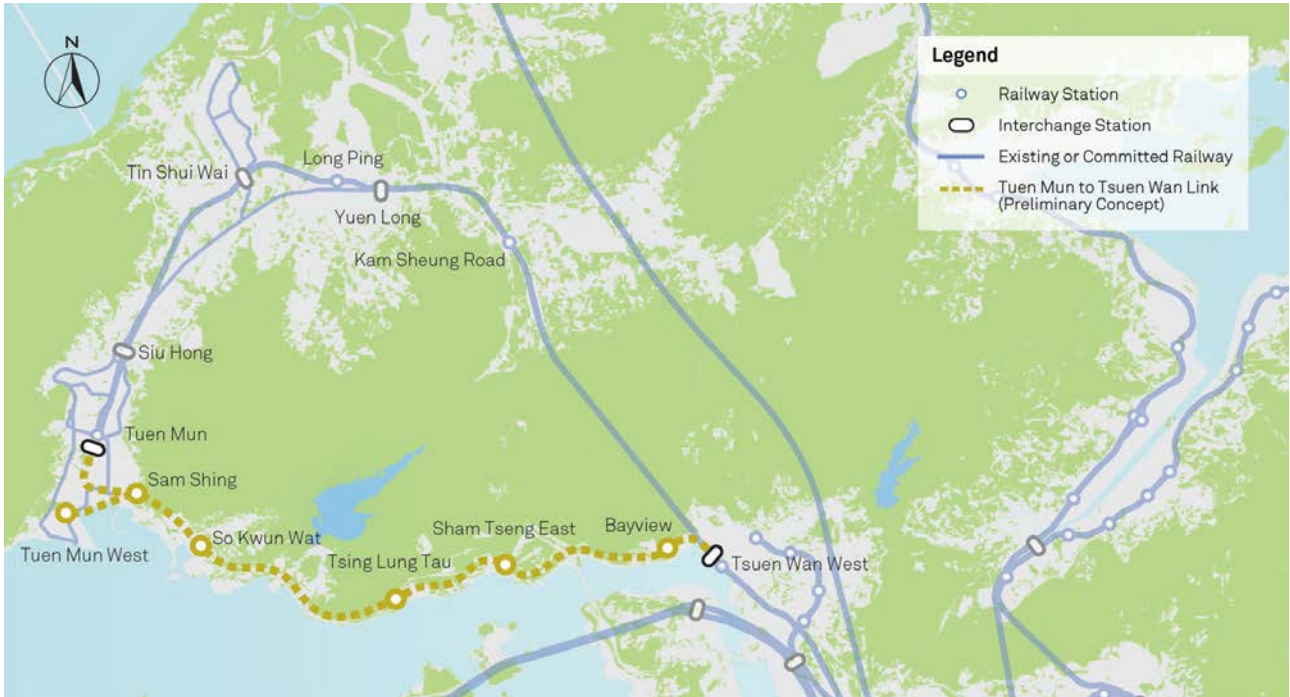 N
Legend
Railway Station
Interchange Station
Existing or Committed Railway
Tuen Mun to Tsuen Wan Link
(Preliminary Concept)
Long Ping
Tin Shui Wai
Yuen Long
Kam Sheung Road
Siu Hong
Tuen Mun
Sam Shing
Tuen Mun West
So Kwun Wat
Tsing Lung Tau
Sham Tseng East
Bayview
Tsuen Wan West